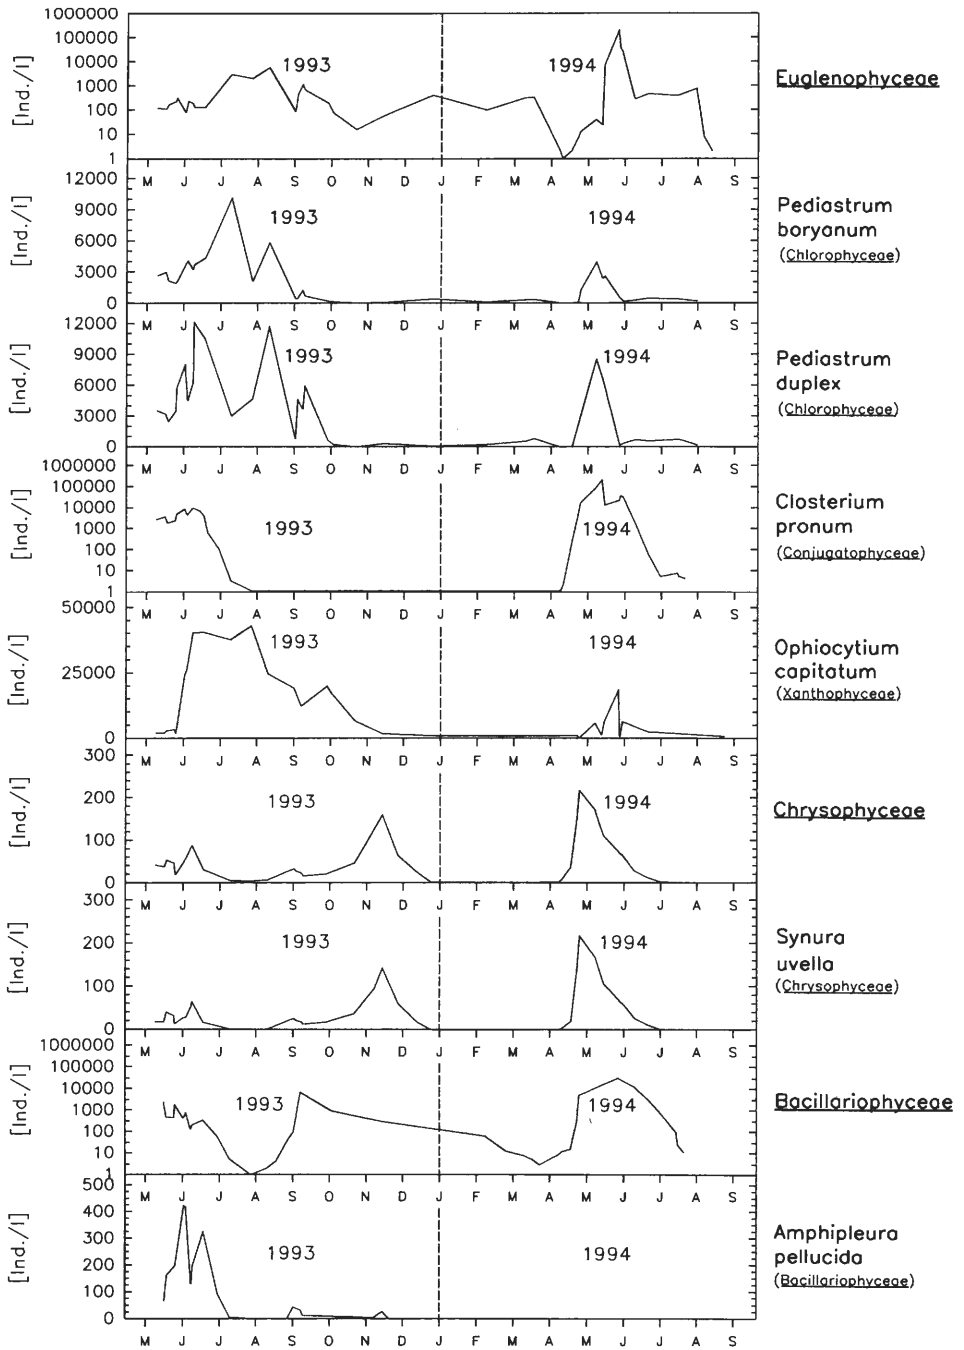 1000000
100000
10000
1000
100
10
1
[Ind./l]
1993
1994
Euglenophyceae
M J J A S O N D J F M A M J J A S
12000
9000
6000
3000
0
[Ind./l]
1993
1994
Pediastrum
boryanum
(Chlorophyceae)
M J J A S O N D J F M A M J J A S
12000
9000
6000
3000
0
[Ind./l]
1993
1994
Pediastrum
duplex
(Chlorophyceae)
M J J A S O N D J F M A M J J A S
1000000
100000
10000
1000
100
10
1
[Ind./l]
1993
1994
Closterium
pronum
(Conjugatophyceae)
M J J A S O N D J F M A M J J A S
50000
25000
0
[Ind./l]
1993
1994
Ophiocytium
capitatum
(Xanthophyceae)
M J J A S O N D J F M A M J J A S
300
200
100
0
[Ind./l]
1993
1994
Chrysophyceae
M J J A S O N D J F M A M J J A S
300
200
100
0
[Ind./l]
1993
1994
Synura
uvella
(Chrysophyceae)
M J J A S O N D J F M A M J J A S
1000000
100000
10000
1000
100
10
1
[Ind./l]
1993
1994
Bacillariophyceae
M J J A S O N D J F M A M J J A S
500
400
300
200
100
0
[Ind./l]
1993
1994
Amphipleura
pellucida
(Bacillariophyceae)
M J J A S O N D J F M A M J J A S